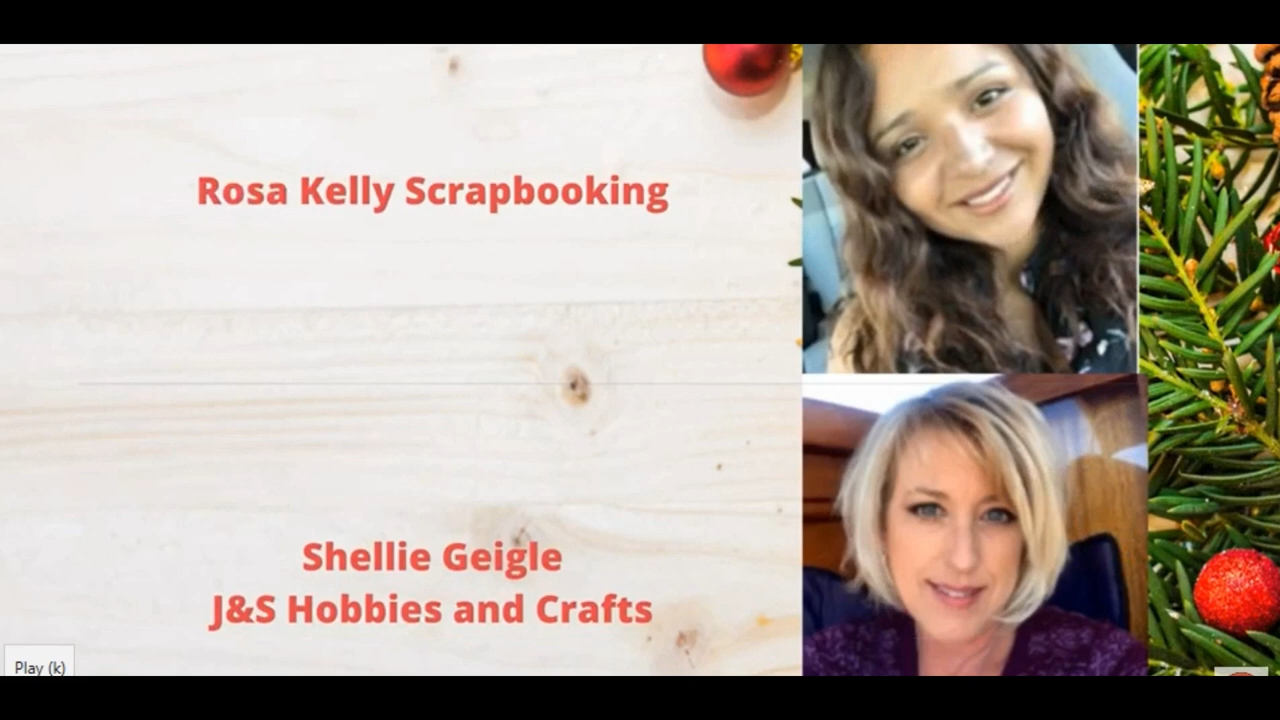 Rosa Kelly Scrapbooking
Shellie Geigle
J&S Hobbies and Crafts
Play (k)